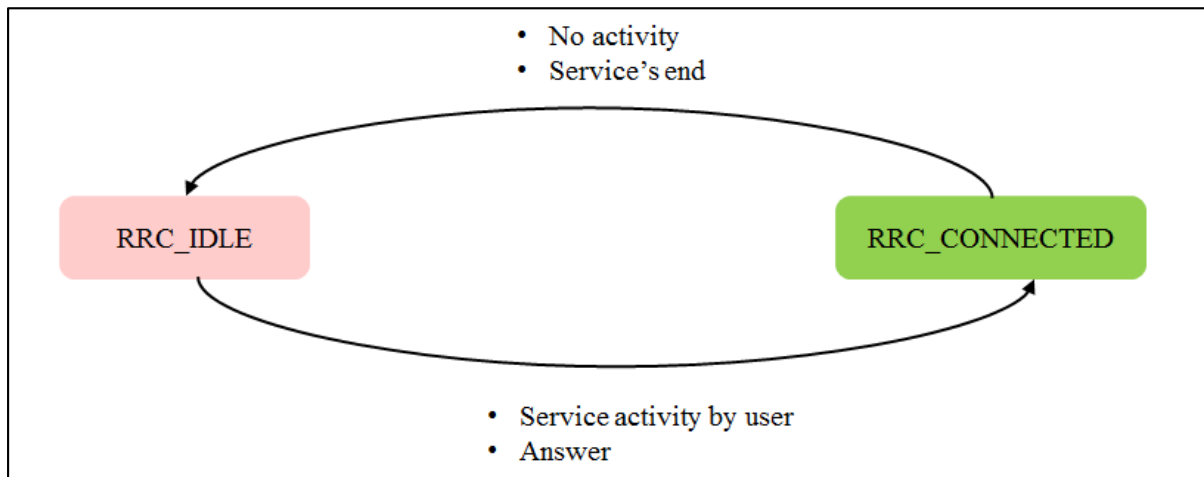 • No activity
• Service’s end
RRC_IDLE
RRC_CONNECTED
• Service activity by user
• Answer